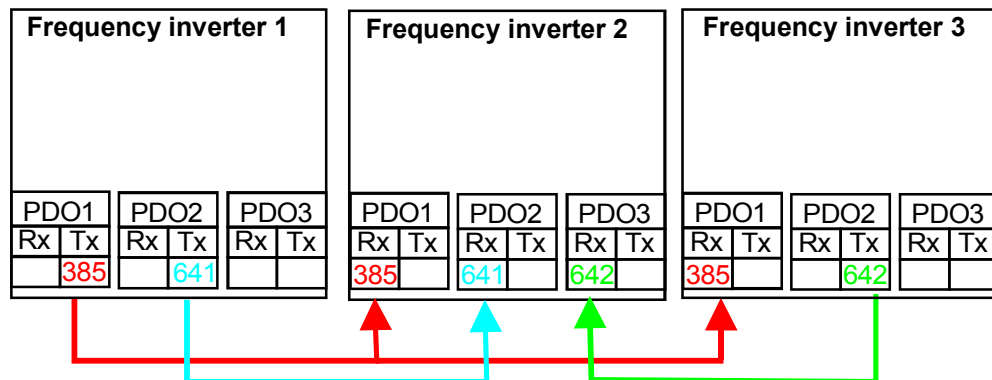 Frequency inverter 1
Frequency inverter 2
Frequency inverter 3
PDO1 PDO2 PDO3
Rx Tx Rx Tx Rx Tx
385 641
PDO1 PDO2 PDO3
Rx Tx Rx Tx Rx Tx
385 641 642
PDO1 PDO2 PDO3
Rx Tx Rx Tx Rx Tx
385 642